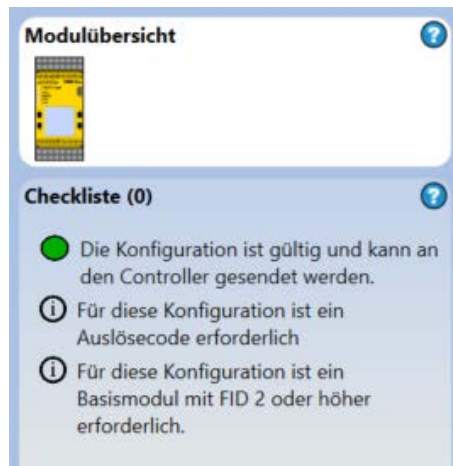 Modulübersicht
Checkliste (0)
Die Konfiguration ist gültig und kann an
den Controller gesendet werden.
Für diese Konfiguration ist ein
Auslösecode erforderlich
Für diese Konfiguration ist ein
Basismodul mit FID 2 oder höher
erforderlich.